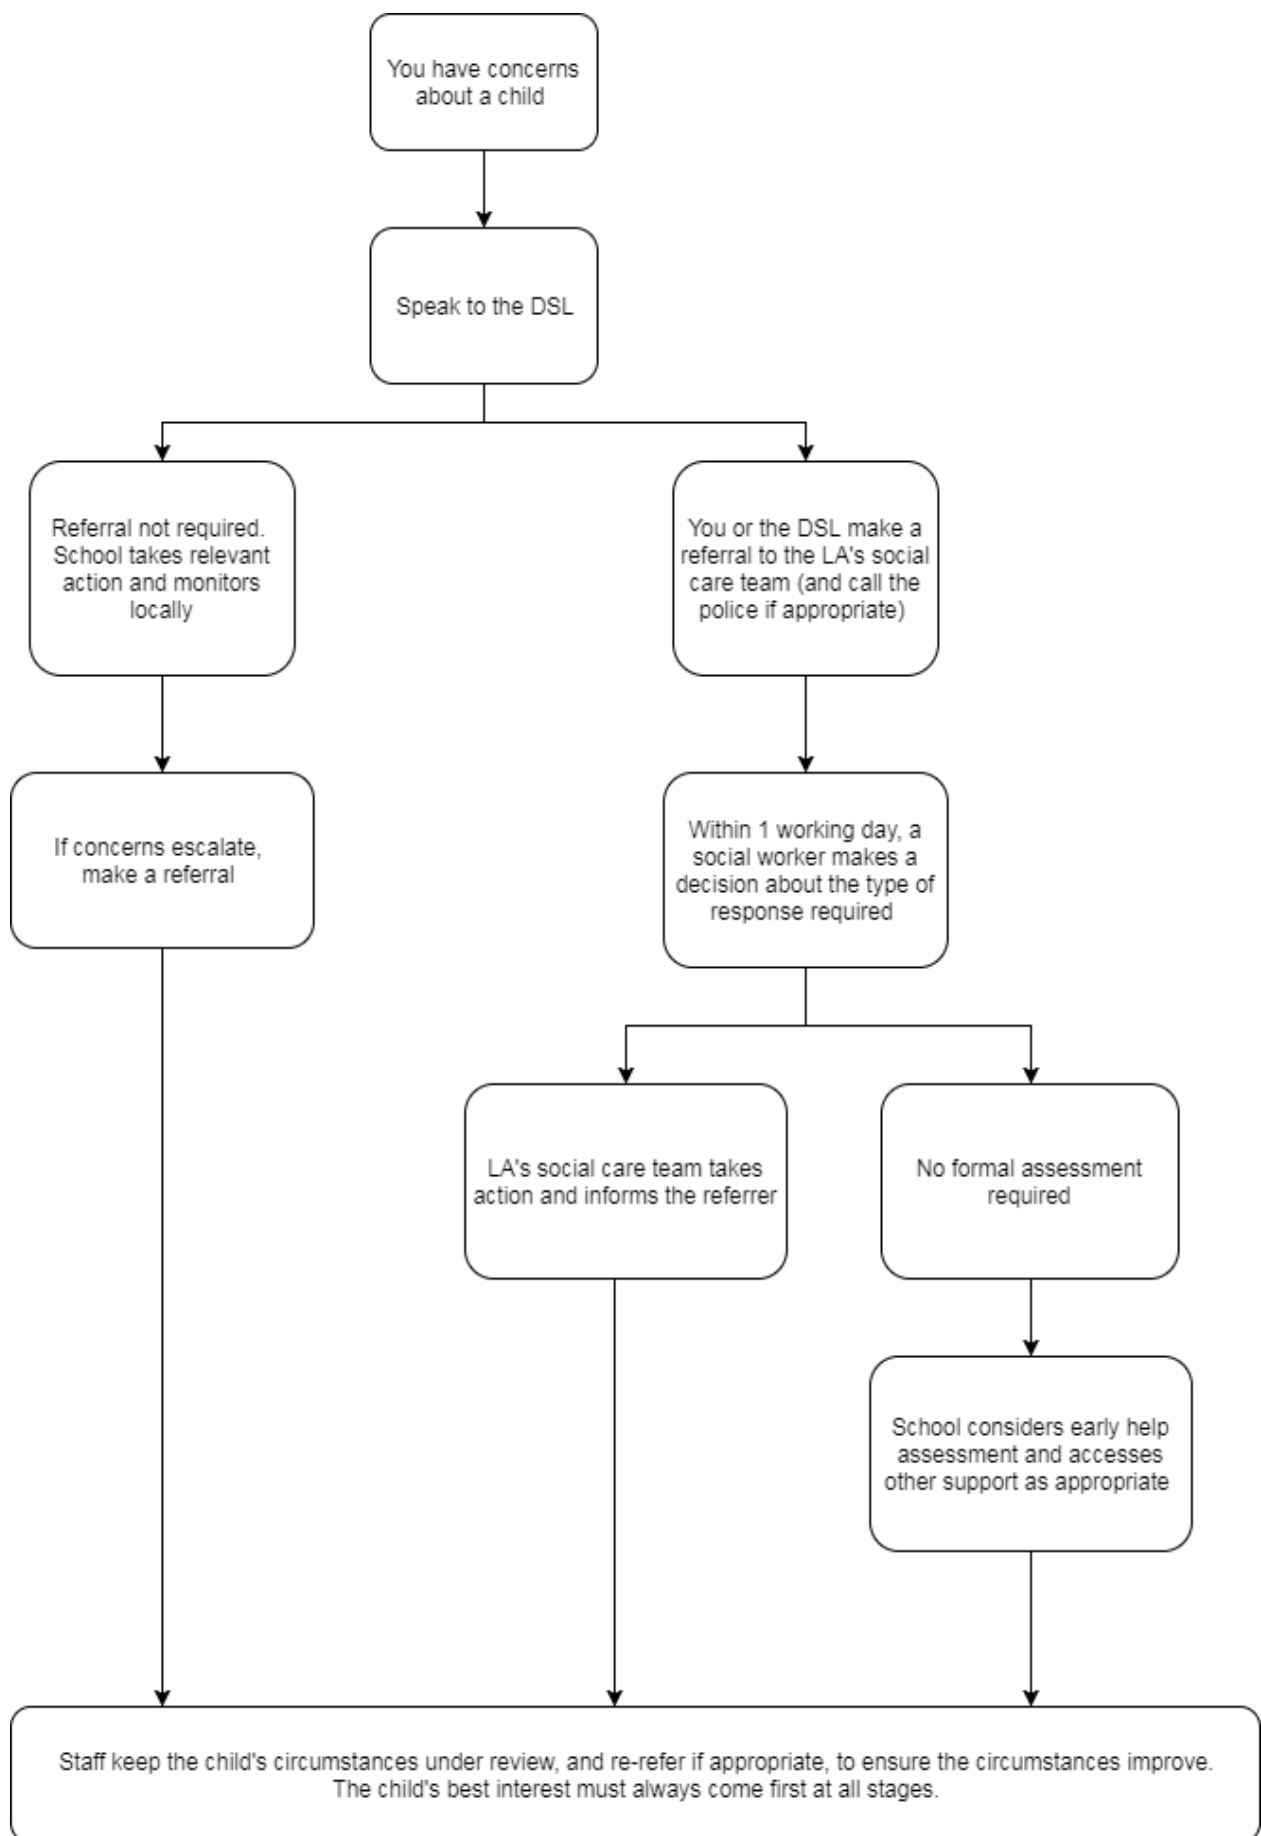 You have concerns
about a child
Speak to the DSL
Referral not required.
School takes relevant
action and monitors
locally
You or the DSL make a
referral to the LA's social
care team (and call the
police if appropriate)
If concerns escalate,
make a referral
Within 1 working day, a
social worker makes a
decision about the type of
response required
LA's social care team takes
action and informs the referrer
No formal assessment
required
School considers early help
assessment and accesses
other support as appropriate
Staff keep the child's circumstances under review, and re-refer if appropriate, to ensure the circumstances improve.
The child's best interest must always come first at all stages.